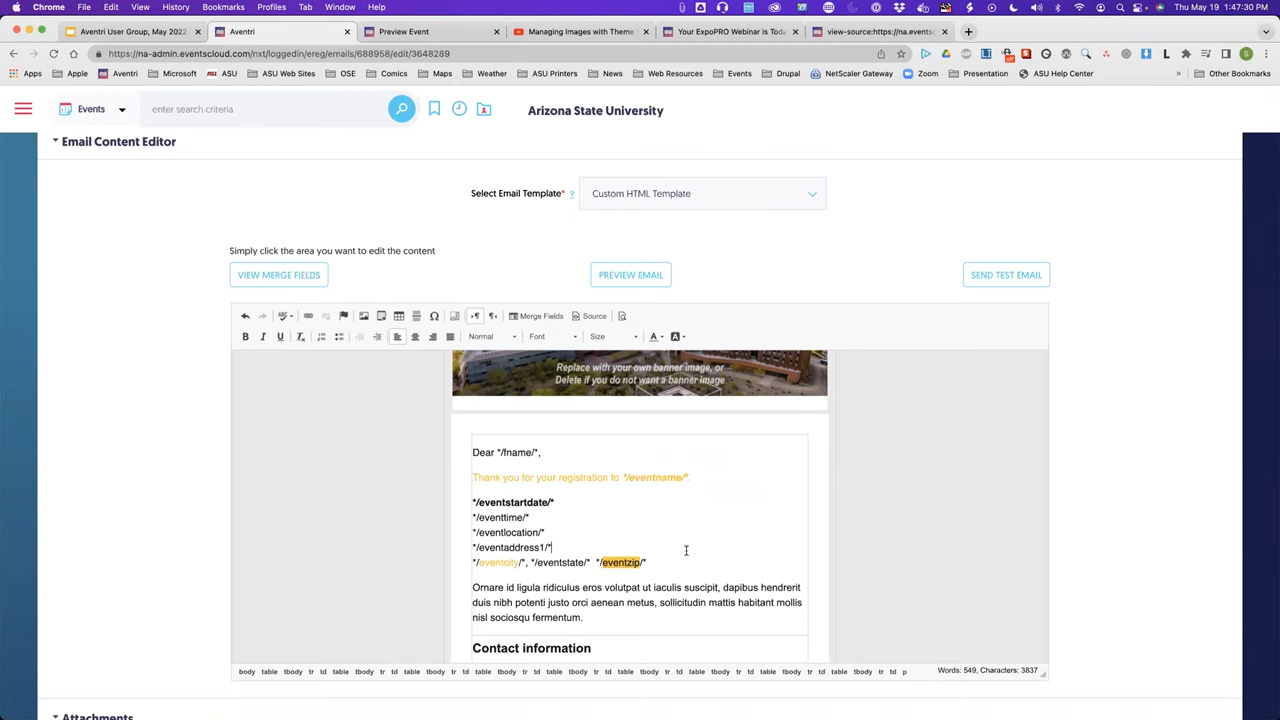 Chrome File Edit View History Bookmarks Profiles Tab Window Help Thu May 19 1:47:30 PM
Aventri User Group, May 2022 Aventri Preview Event Managing Images with Theme Your ExpoPRO Webinar is Toda view-source:https://na.eventsc
https://na-admin.eventscloud.com/nxt/loggedin/ereg/emails/688958/edit/3648289
Apps Apple Aventri Microsoft ASU ASU Web Sites OSE Comics Maps Weather ASU Printers News Web Resources Events Drupal NetScaler Gateway Zoom Presentation ASU Help Center » Other Bookmarks
Events enter search criteria Arizona State University
Email Content Editor
Select Email Template* ? Custom HTML Template
Simply click the area you want to edit the content
VIEW MERGE FIELDS PREVIEW EMAIL SEND TEST EMAIL
Merge Fields Source
B I U Normal Font Size
Replace with your own banner image, or
Delete if you do not want a banner image
Dear */fname/*,
Thank you for your registration to */eventname/*.
*/eventstartdate/*
*/eventtime/*
*/eventlocation/*
*/eventaddress1/*
*/eventcity/*, */eventstate/* */eventzip/*
Ornare id ligula ridiculus eros volutpat ut iaculis suscipit, dapibus hendrerit
duis nibh potenti justo orci aenean metus, sollicitudin mattis habitant mollis
nisl sociosqu fermentum.
Contact information
body table tbody tr td table tbody tr td table tbody tr td table tbody tr td table tbody tr td table tbody tr td p Words: 549, Characters: 3837
Attachments